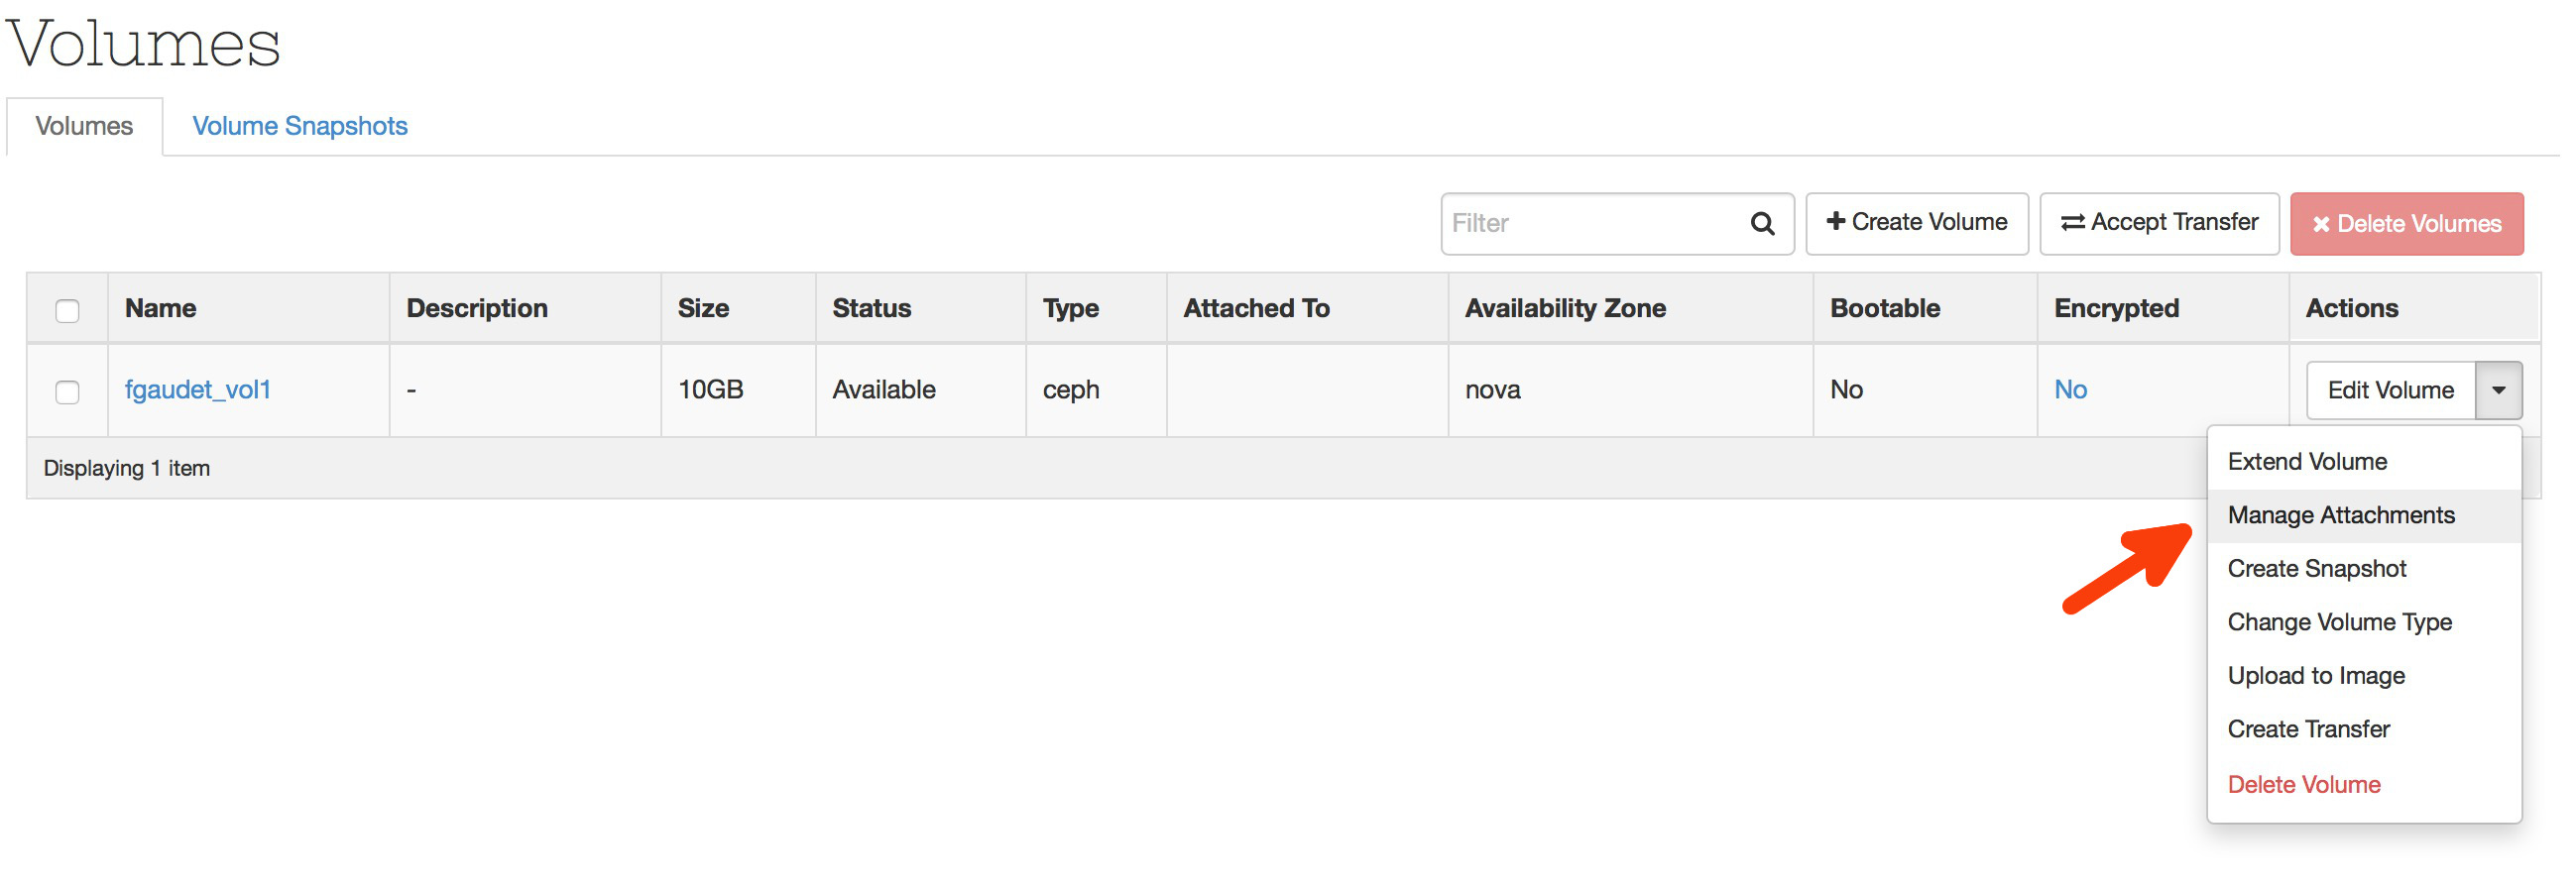 Volumes
Volumes Volume Snapshots
Filter Create Volume Accept Transfer Delete Volumes
Name Description Size Status Type Attached To Availability Zone Bootable Encrypted Actions
fgaudet_vol1 - 10GB Available ceph nova No No Edit Volume
Displaying 1 item
Extend Volume
Manage Attachments
Create Snapshot
Change Volume Type
Upload to Image
Create Transfer
Delete Volume